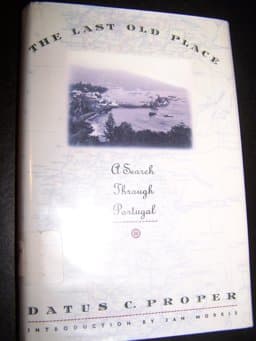 THE LAST OLD PLACE
A Search
Through
Portugal
DATUS C. PROPER
INTRODUCTION BY JAN MORRIS